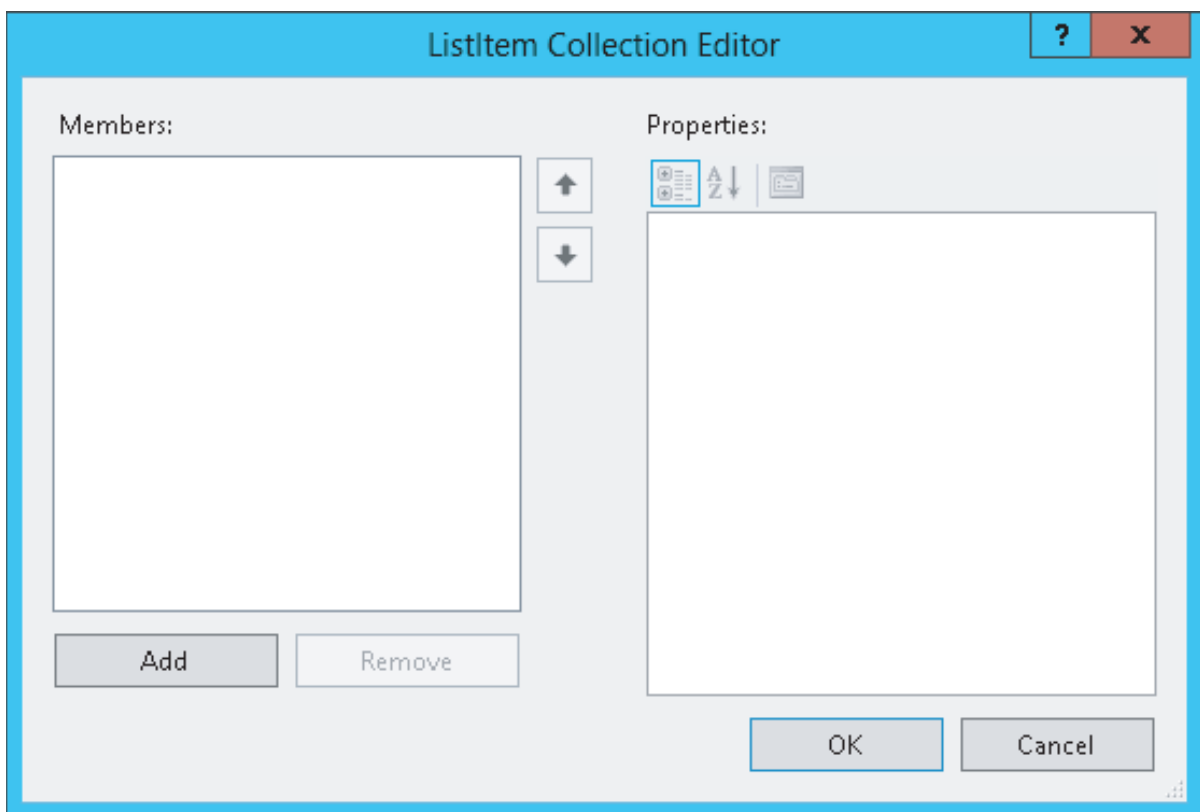 ListItem Collection Editor
?
x
Members:
Properties:
A
Z
Add
Remove
OK
Cancel